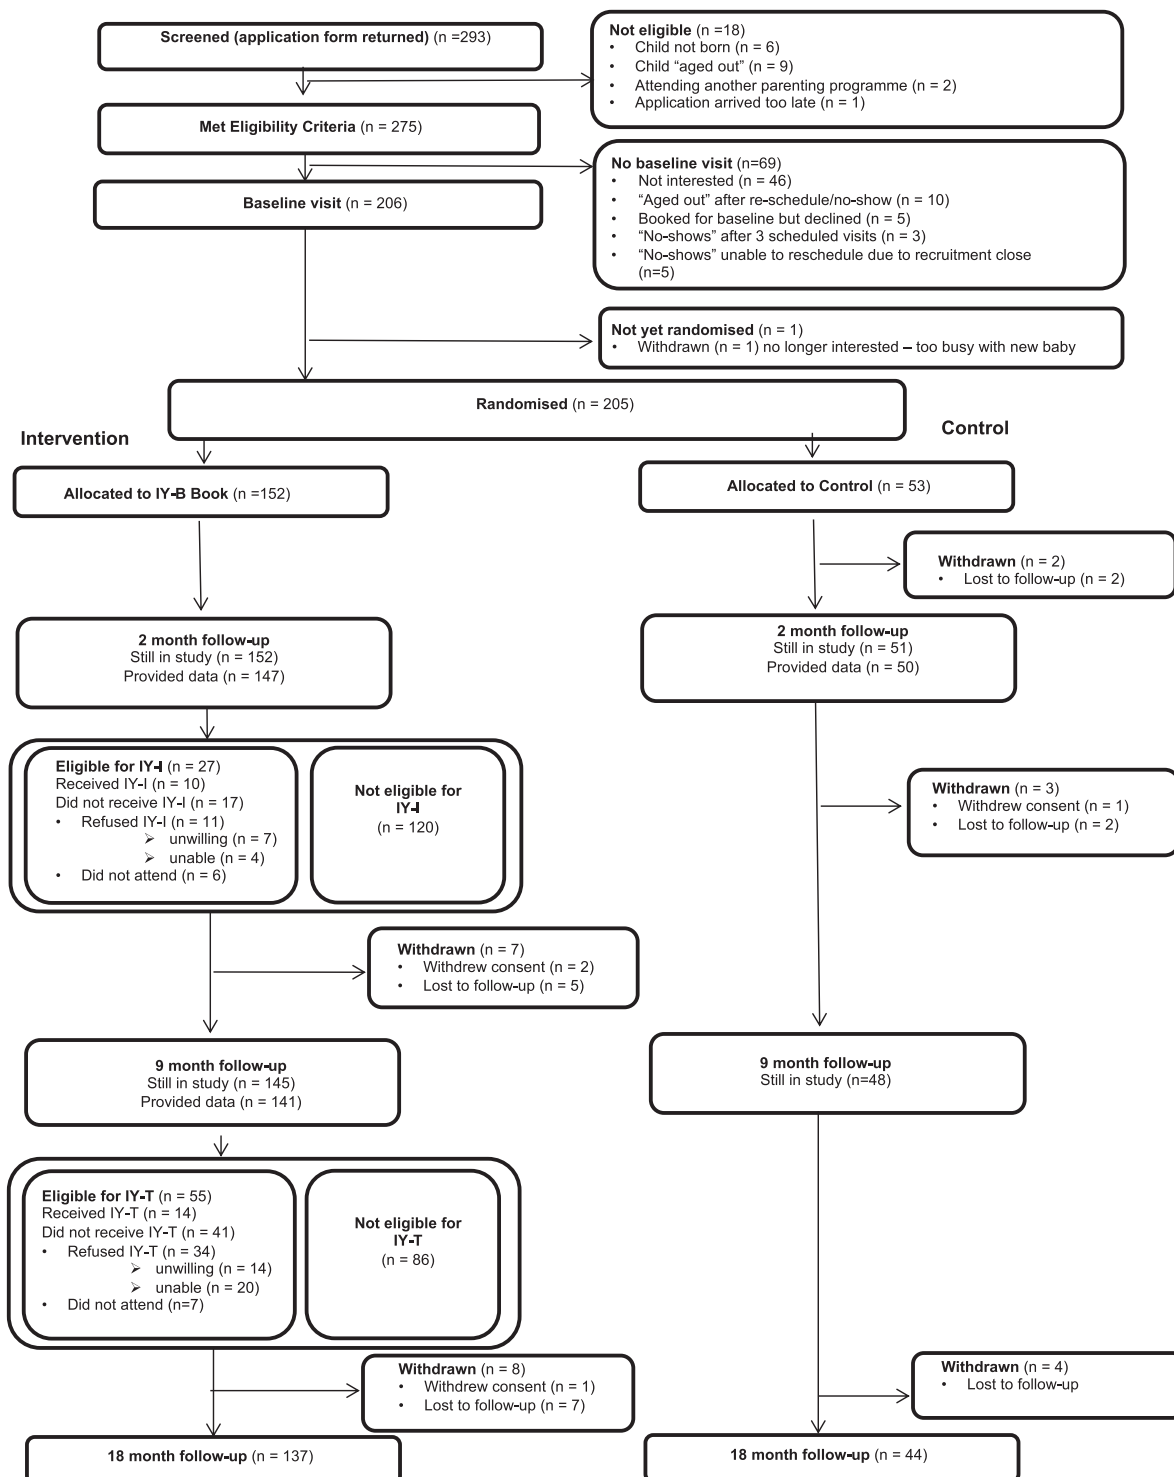 Screened (application form returned) (n =293)
Not eligible (n =18)
• Child not born (n = 6)
• Child “aged out” (n = 9)
• Attending another parenting programme (n = 2)
• Application arrived too late (n = 1)
Met Eligibility Criteria (n = 275)
No baseline visit (n=69)
• Not interested (n = 46)
• “Aged out” after re-schedule/no-show (n = 10)
• Booked for baseline but declined (n = 5)
• “No-shows” after 3 scheduled visits (n = 3)
• “No-shows” unable to reschedule due to recruitment close
(n=5)
Baseline visit (n = 206)
Not yet randomised (n = 1)
• Withdrawn (n = 1) no longer interested – too busy with new baby
Randomised (n = 205)
Intervention
Control
Allocated to IY-B Book (n =152)
Allocated to Control (n = 53)
Withdrawn (n = 2)
• Lost to follow-up (n = 2)
2 month follow-up
Still in study (n = 152)
Provided data (n = 147)
2 month follow-up
Still in study (n = 51)
Provided data (n = 50)
Eligible for IY-I (n = 27)
Received IY-I (n = 10)
Did not receive IY-I (n = 17)
• Refused IY-I (n = 11)
➢ unwilling (n = 7)
➢ unable (n = 4)
• Did not attend (n = 6)
Not eligible for
IY-I
(n = 120)
Withdrawn (n = 3)
• Withdrew consent (n = 1)
• Lost to follow-up (n = 2)
Withdrawn (n = 7)
• Withdrew consent (n = 2)
• Lost to follow-up (n = 5)
9 month follow-up
Still in study (n = 145)
Provided data (n = 141)
9 month follow-up
Still in study (n=48)
Eligible for IY-T (n = 55)
Received IY-T (n = 14)
Did not receive IY-T (n = 41)
• Refused IY-T (n = 34)
➢ unwilling (n = 14)
➢ unable (n = 20)
• Did not attend (n=7)
Not eligible for
IY-T
(n = 86)
Withdrawn (n = 8)
• Withdrew consent (n = 1)
• Lost to follow-up (n = 7)
Withdrawn (n = 4)
• Lost to follow-up
18 month follow-up (n = 137)
18 month follow-up (n = 44)